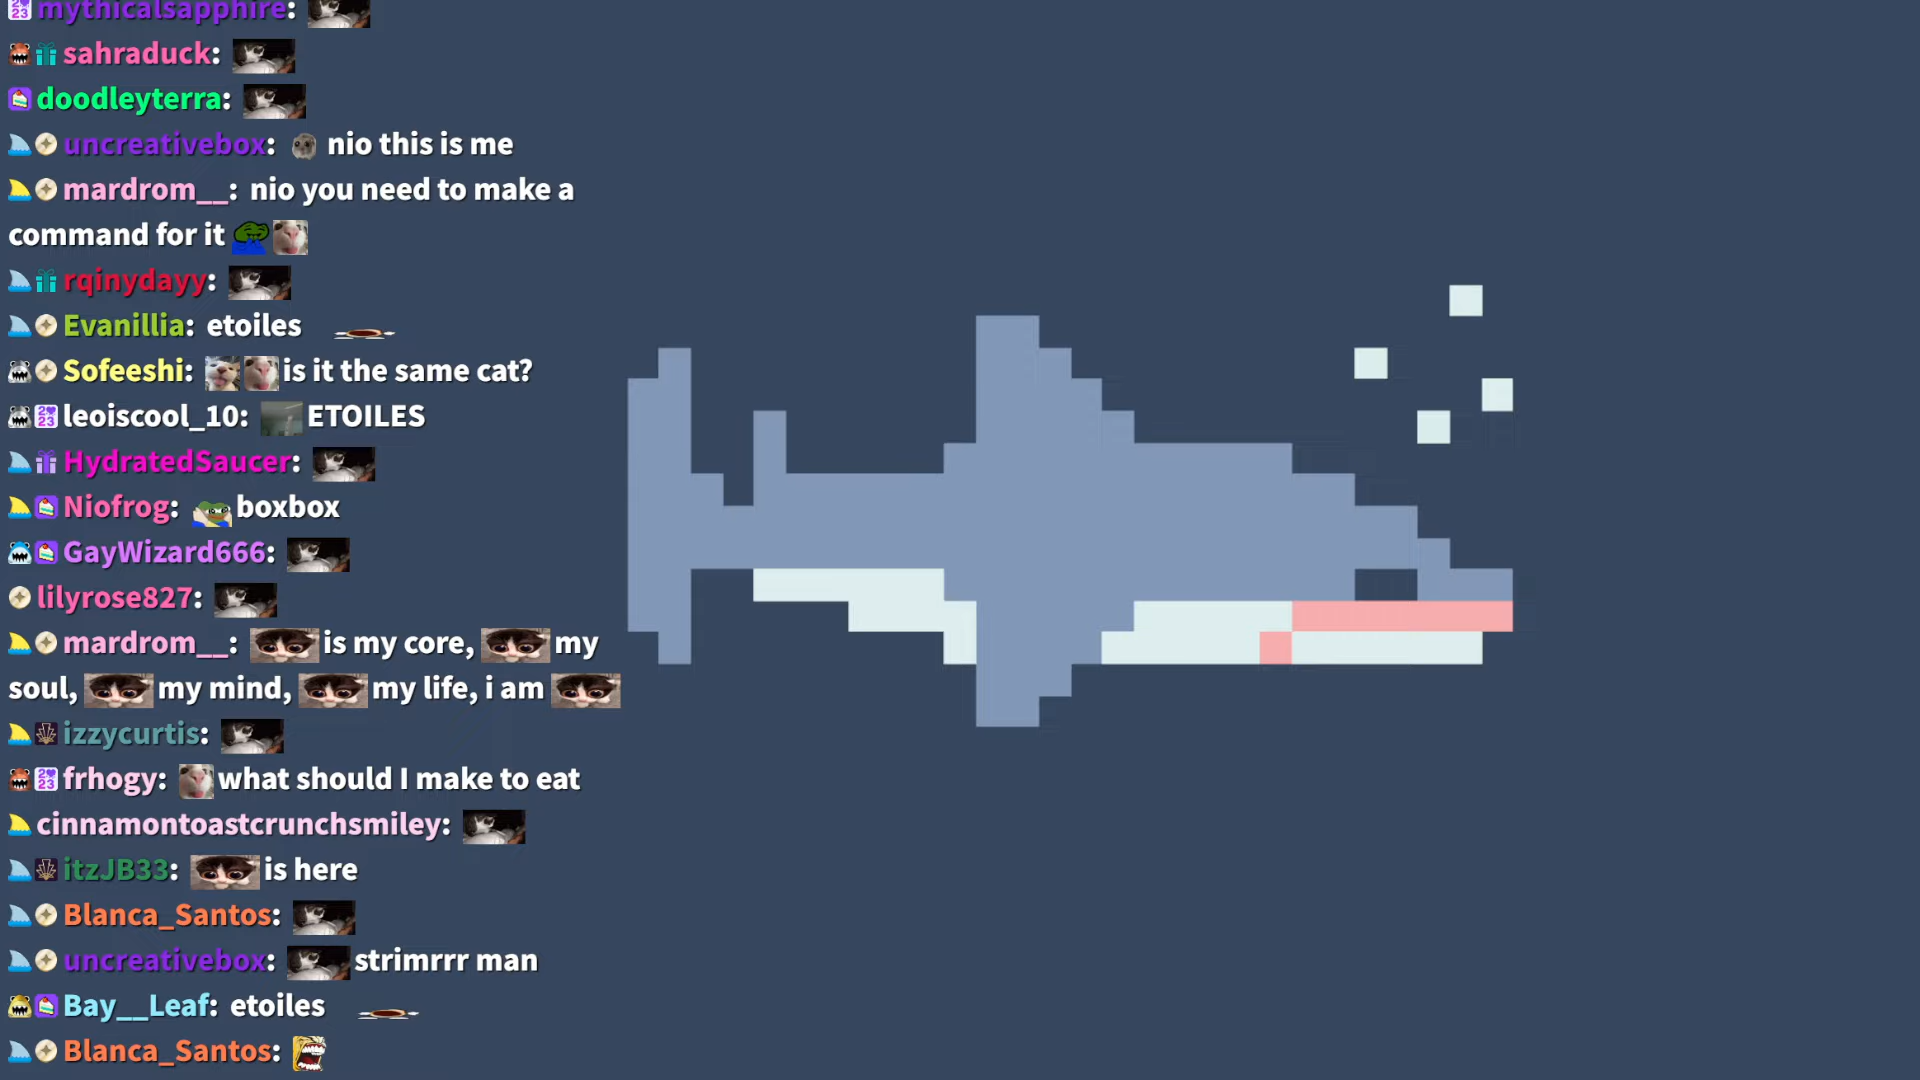 mythicalsapphire:
sahraduck:
doodleyterra:
uncreativebox: nio this is me
mardrom__: nio you need to make a
command for it
rqinydayy:
Evanillia: etoiles
Sofeeshi: is it the same cat?
leoiscool_10: ETOILES
HydratedSaucer:
Niofrog: boxbox
GayWizard666:
lilyrose827:
mardrom__: is my core, my
soul, my mind, my life, i am
izzycurtis:
frhogy: what should I make to eat
cinnamontoastcrunchsmiley:
itzJB33: is here
Blanca_Santos:
uncreativebox: strimrrr man
Bay__Leaf: etoiles
Blanca_Santos: